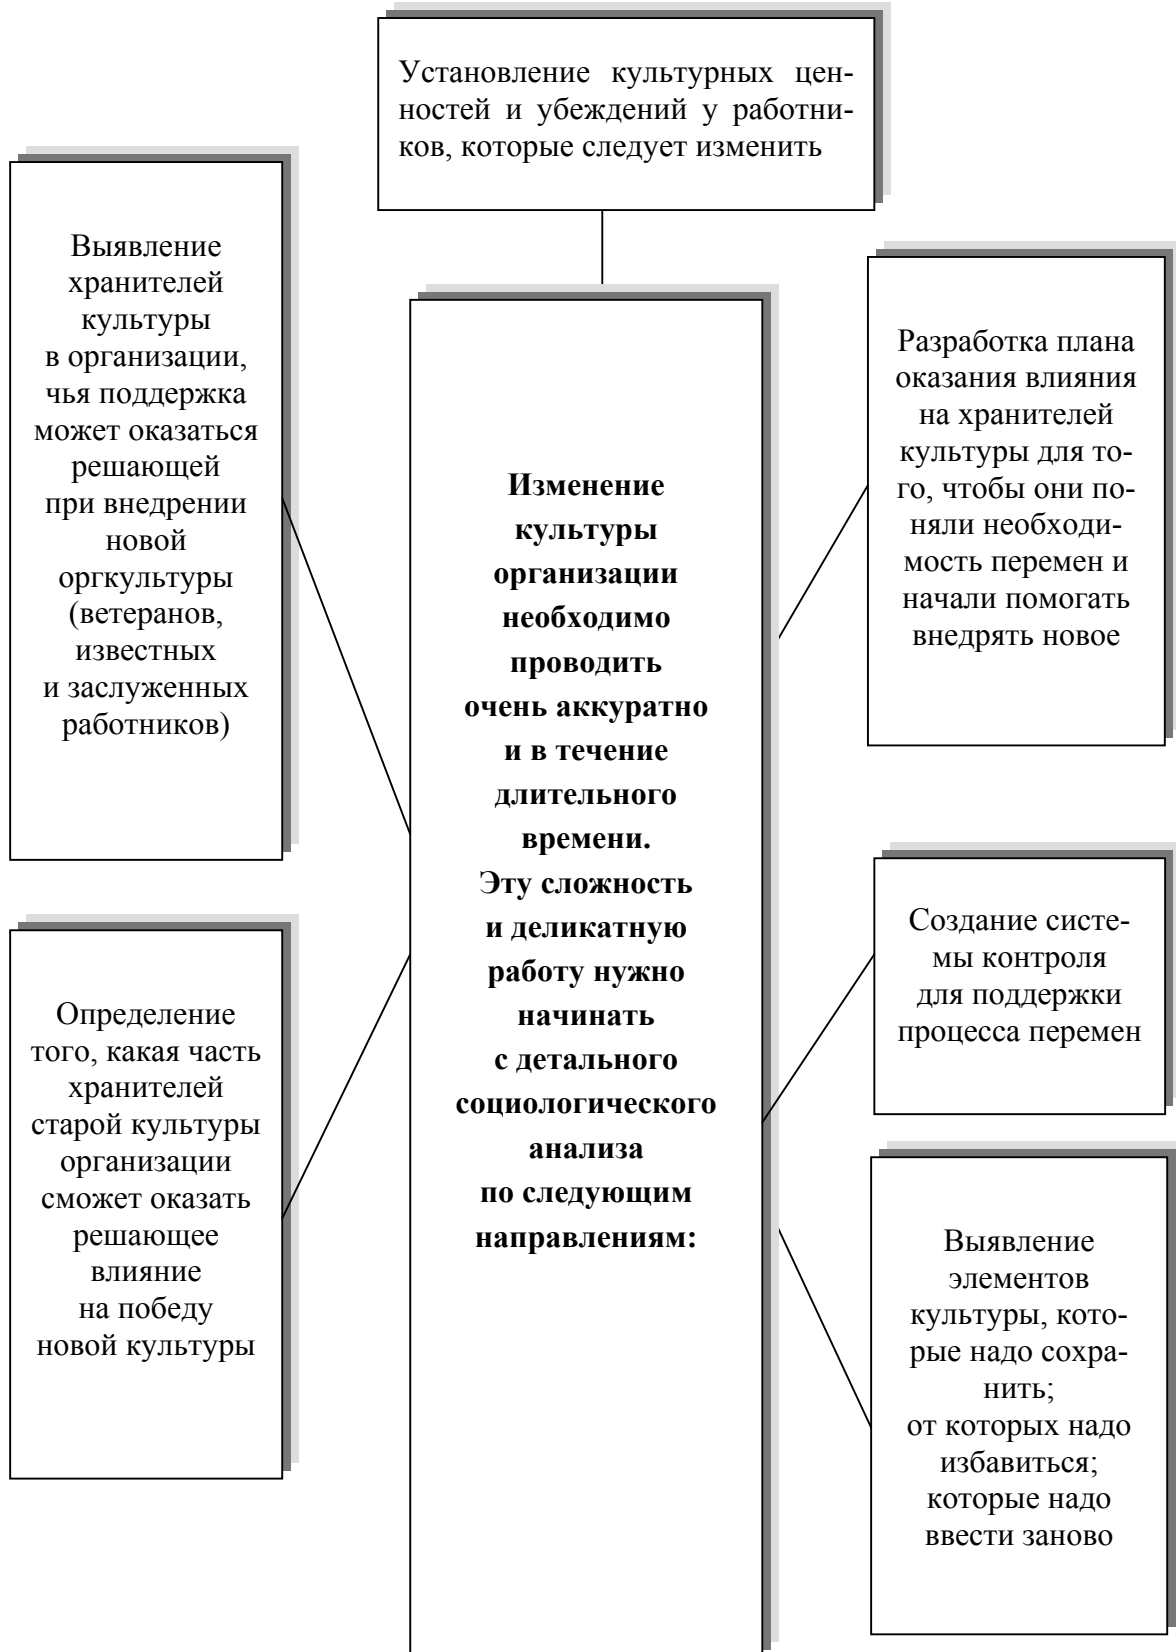 Установление культурных цен-
ностей и убеждений у работни-
ков, которые следует изменить
Выявление
хранителей
культуры
в организации,
чья поддержка
может оказаться
решающей
при внедрении
новой
оргкультуры
(ветеранов,
известных
и заслуженных
работников)
Определение
того, какая часть
хранителей
старой культуры
организации
сможет оказать
решающее
влияние
на победу
новой культуры
Изменение
культуры
организации
необходимо
проводить
очень аккуратно
и в течение
длительного
времени.
Эту сложность
и деликатную
работу нужно
начинать
с детального
социологического
анализа
по следующим
направлениям:
Разработка плана
оказания влияния
на хранителей
культуры для то-
го, чтобы они по-
няли необходи-
мость перемен и
начали помогать
внедрять новое
Создание систе-
мы контроля
для поддержки
процесса перемен
Выявление
элементов
культуры, кото-
рые надо сохра-
нить;
от которых надо
избавиться;
которые надо
ввести заново